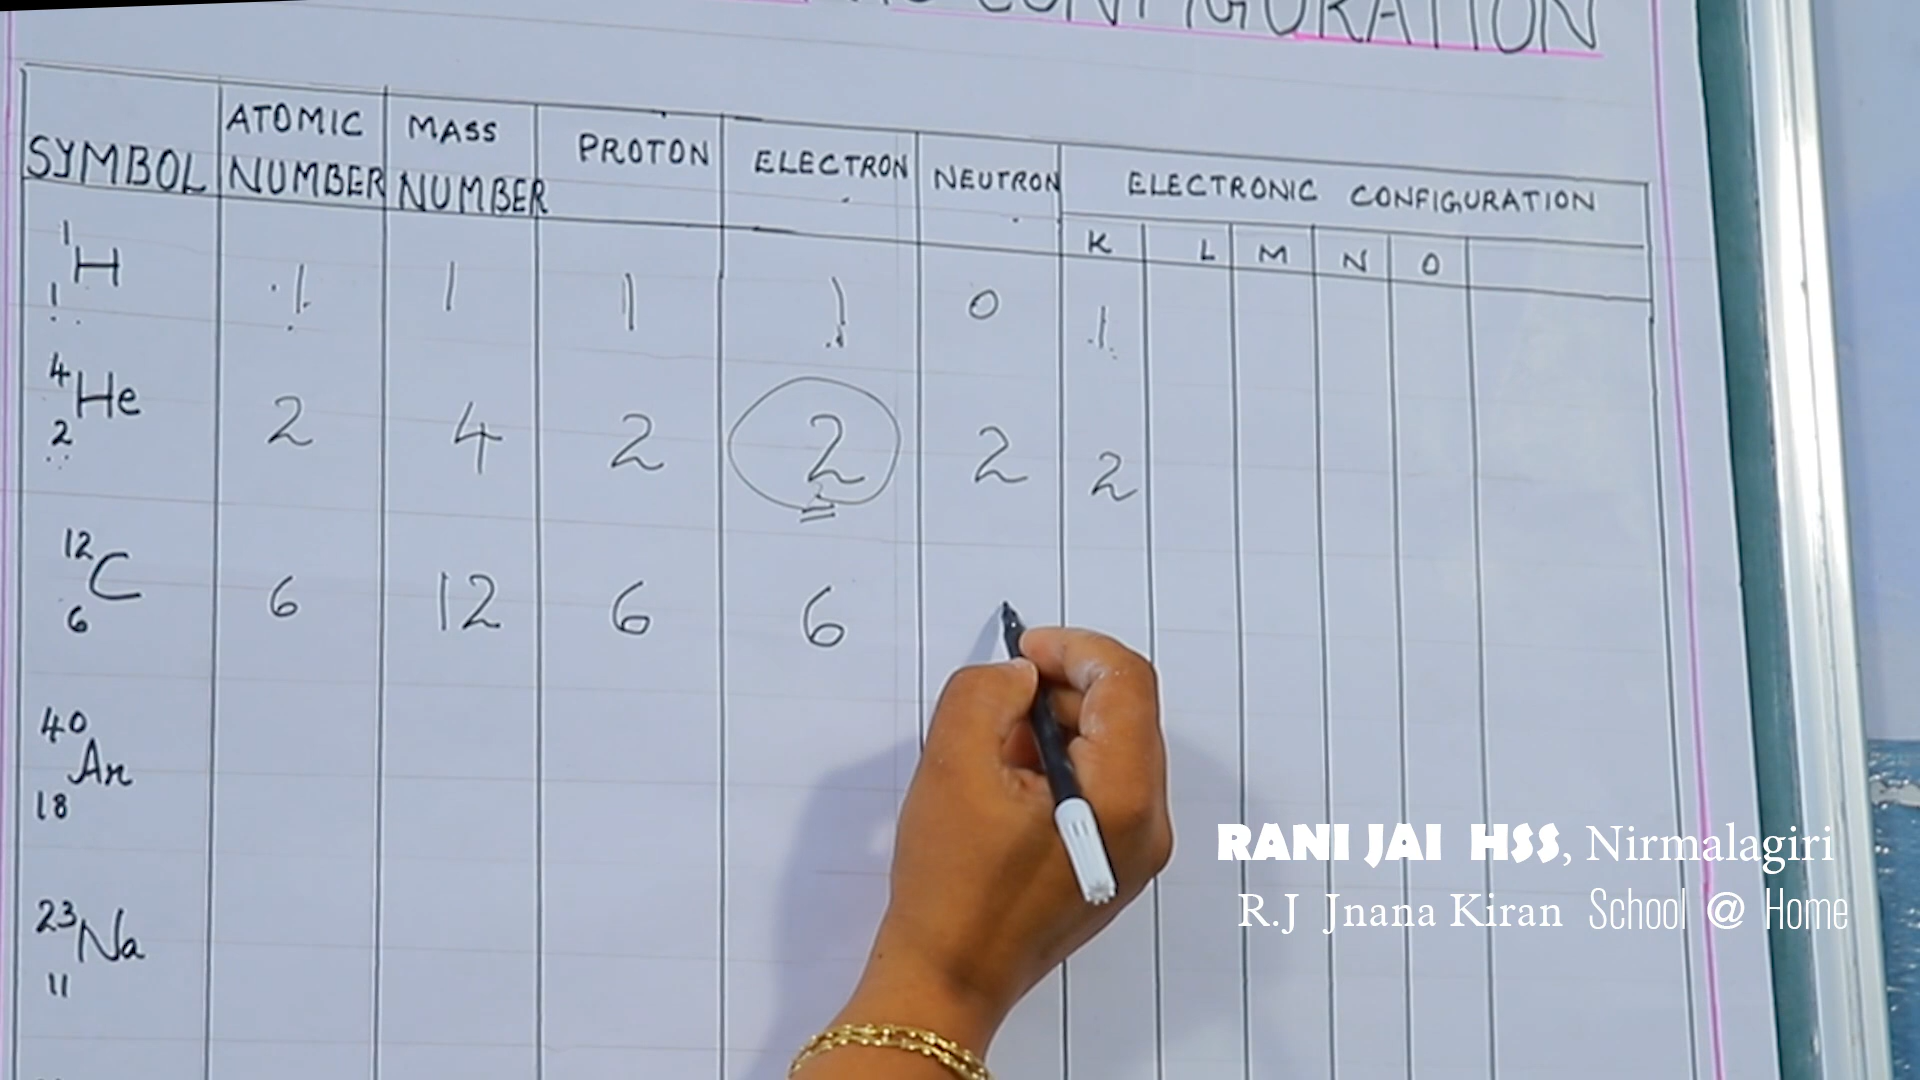 CONFIGURATION
SYMBOL ATOMIC NUMBER MASS NUMBER PROTON ELECTRON NEUTRON ELECTRONIC CONFIGURATION
K L M N O
1 H 1 1 1 1 1 0 1
4 He 2 2 4 2 2 2 2
12 C 6 6 12 6 6
40 Ar 18
23 Na 11
RANI JAI HSS, Nirmalagiri
R.J Jnana Kiran School @ Home